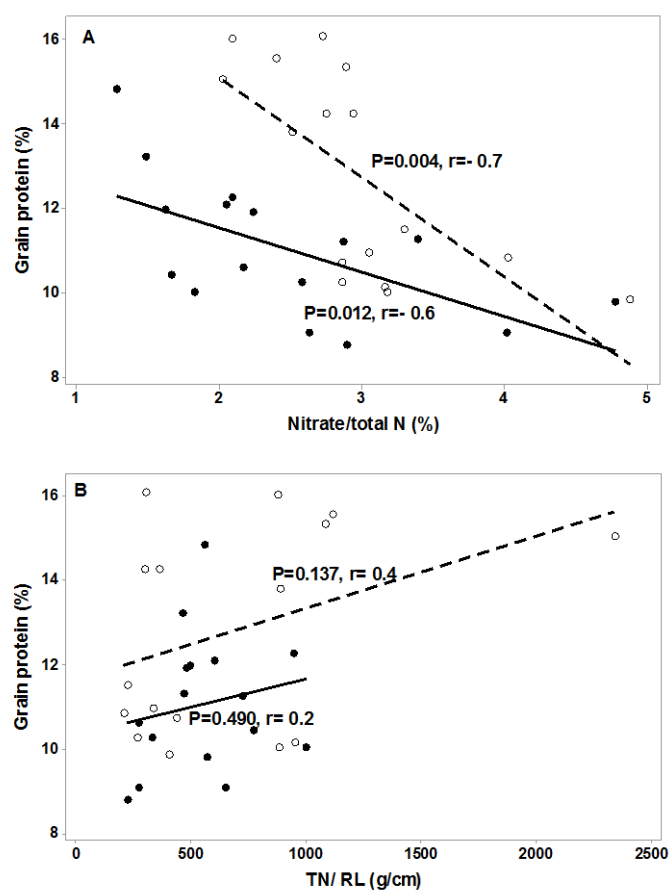 A
16
14
12
10
8
Grain protein (%)
P=0.004, r=- 0.7
P=0.012, r=- 0.6
1 2 3 4 5
Nitrate/total N (%)
B
16
14
12
10
8
Grain protein (%)
P=0.137, r= 0.4
P=0.490, r= 0.2
0 500 1000 1500 2000 2500
TN/ RL (g/cm)